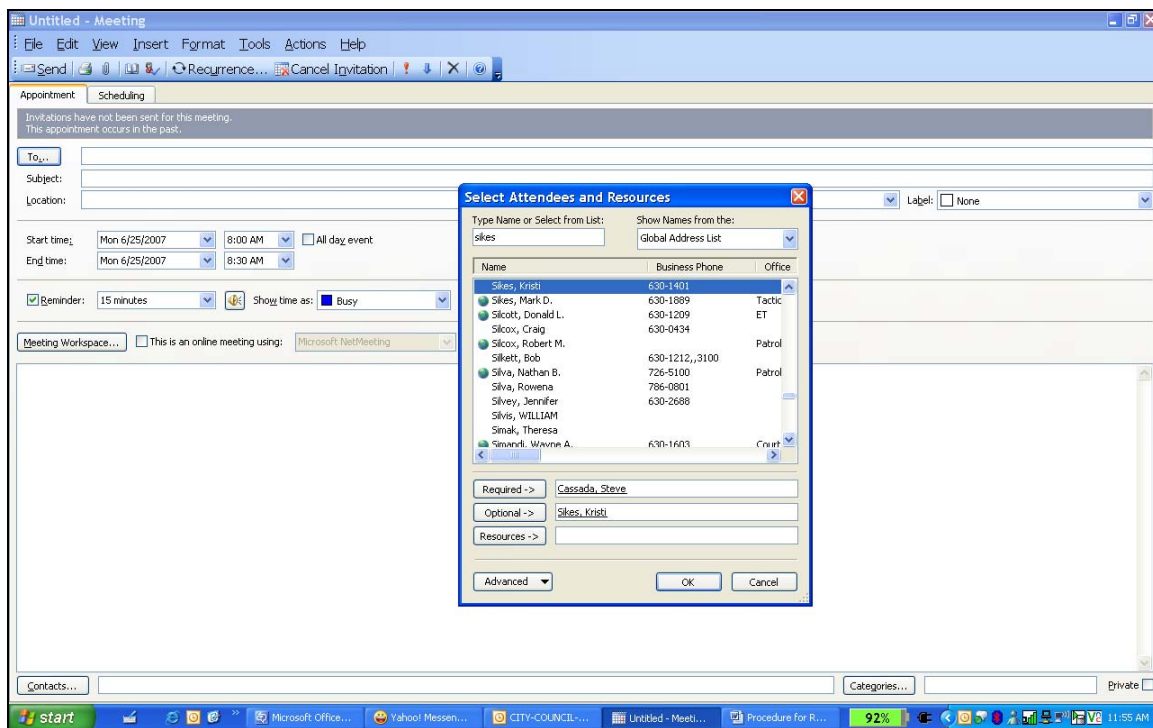 Untitled - Meeting
File Edit View Insert Format Tools Actions Help
Send Recurrence... Cancel Invitation
Appointment Scheduling
Invitations have not been sent for this meeting.
This appointment occurs in the past.
To...
Subject:
Location: Label: None
Start time: Mon 6/25/2007 8:00 AM All day event
End time: Mon 6/25/2007 8:30 AM
Reminder: 15 minutes Show time as: Busy
Meeting Workspace... This is an online meeting using: Microsoft NetMeeting
Select Attendees and Resources
Type Name or Select from List: Show Names from the:
sikes Global Address List
Name Business Phone Office
Sikes, Kristi 630-1401
Sikes, Mark D. 630-1889 Tactic
Silcott, Donald L. 630-1209 ET
Silcox, Craig 630-0434
Silcox, Robert M. Patrol
Silkett, Bob 630-1212,,3100
Silva, Nathan B. 726-5100 Patrol
Silva, Rowena 786-0801
Silvey, Jennifer 630-2688
Silvis, WILLIAM
Simak, Theresa
Simandi, Wayne A. 630-1603 Court
Required -> Cassada, Steve
Optional -> Sikes, Kristi
Resources ->
Advanced OK Cancel
Contacts... Categories... Private
start Microsoft Office... Yahoo! Messen... CITY-COUNCIL-... Untitled - Meeti... Procedure for R... 92% 11:55 AM